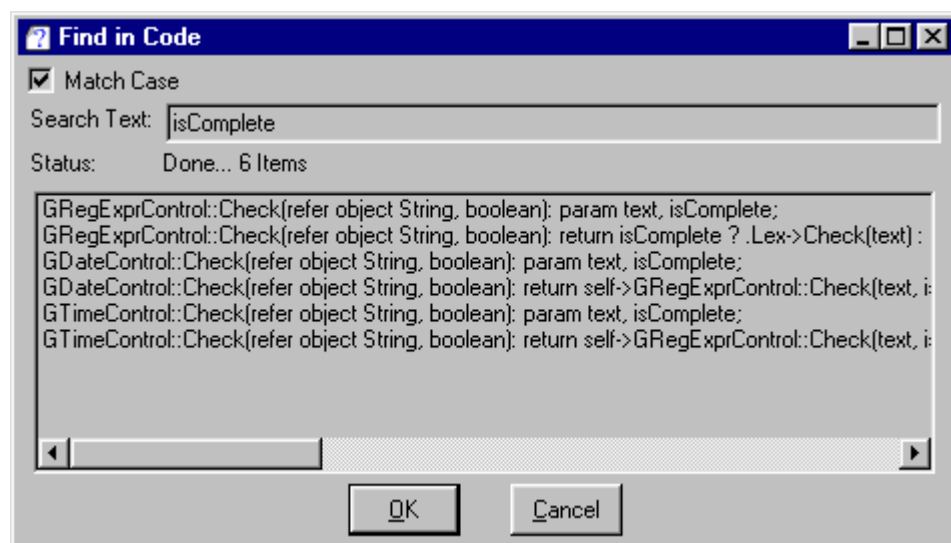 Find in Code
Match Case
Search Text: isComplete
Status: Done... 6 Items
GRegExprControl::Check(refer object String, boolean): param text, isComplete;
GRegExprControl::Check(refer object String, boolean): return isComplete ? .Lex->Check(text) :
GDateControl::Check(refer object String, boolean): param text, isComplete;
GDateControl::Check(refer object String, boolean): return self->GRegExprControl::Check(text, is
GTimeControl::Check(refer object String, boolean): param text, isComplete;
GTimeControl::Check(refer object String, boolean): return self->GRegExprControl::Check(text, i
OK Cancel